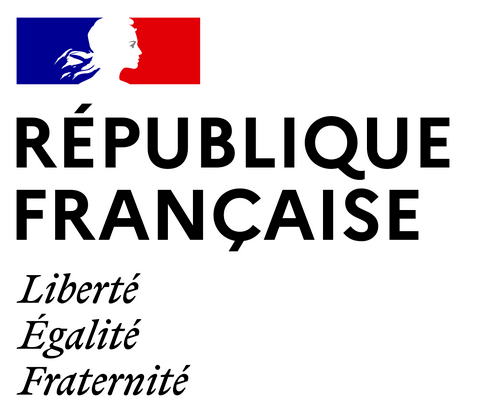 RÉPUBLIQUE
FRANÇAISE
Liberté
Égalité
Fraternité